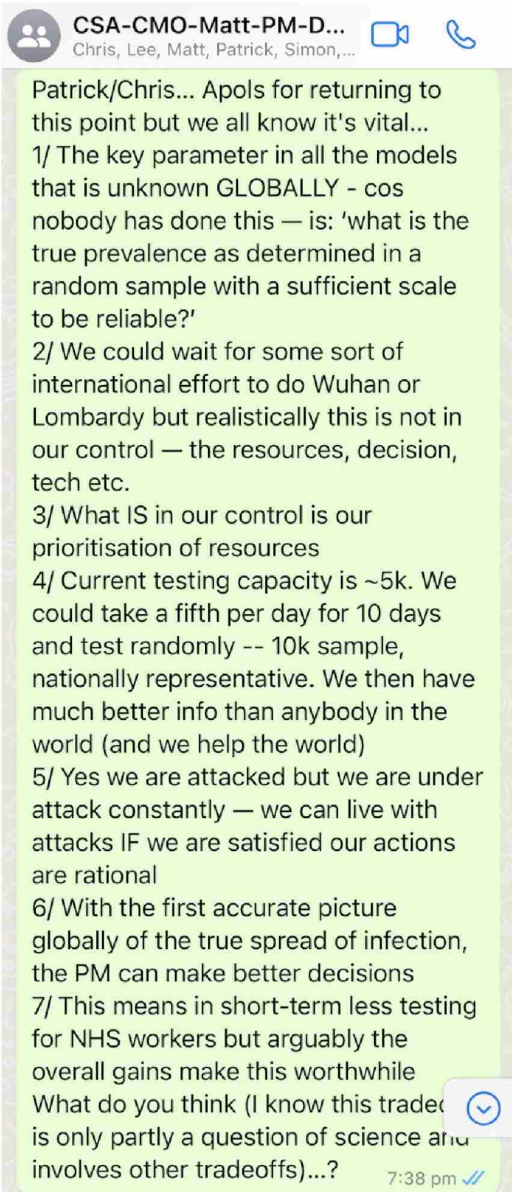 CSA-CMO-Matt-PM-D...
Chris, Lee, Matt, Patrick, Simon,...
Patrick/Chris... Apols for returning to
this point but we all know it's vital...
1/ The key parameter in all the models
that is unknown GLOBALLY - cos
nobody has done this — is: 'what is the
true prevalence as determined in a
random sample with a sufficient scale
to be reliable?'
2/ We could wait for some sort of
international effort to do Wuhan or
Lombardy but realistically this is not in
our control — the resources, decision,
tech etc.
3/ What IS in our control is our
prioritisation of resources
4/ Current testing capacity is ~5k. We
could take a fifth per day for 10 days
and test randomly -- 10k sample,
nationally representative. We then have
much better info than anybody in the
world (and we help the world)
5/ Yes we are attacked but we are under
attack constantly — we can live with
attacks IF we are satisfied our actions
are rational
6/ With the first accurate picture
globally of the true spread of infection,
the PM can make better decisions
7/ This means in short-term less testing
for NHS workers but arguably the
overall gains make this worthwhile
What do you think (I know this
is only partly a question of science and
involves other tradeoffs)...?
7:38 pm